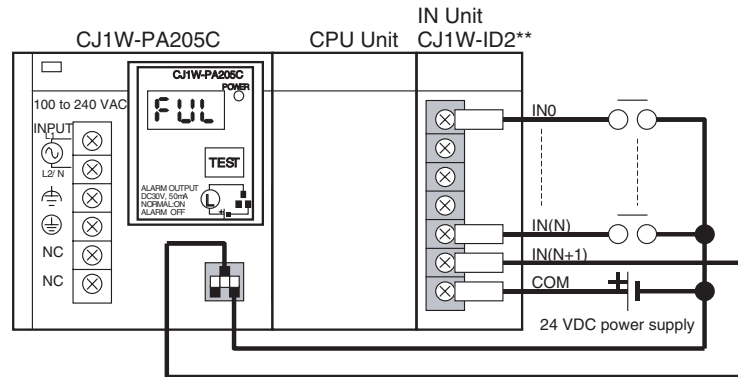 IN Unit
CJ1W-PA205C CPU Unit CJ1W-ID2**
CJ1W-PA205C
POWER
100 to 240 VAC
FUL
INPUT
L1
L2/ N
TEST
ALARM OUTPUT
DC30V, 50mA
NORMAL:ON
ALARM OFF
L
+
NC
NC
IN0
IN(N)
IN(N+1)
COM
+
24 VDC power supply